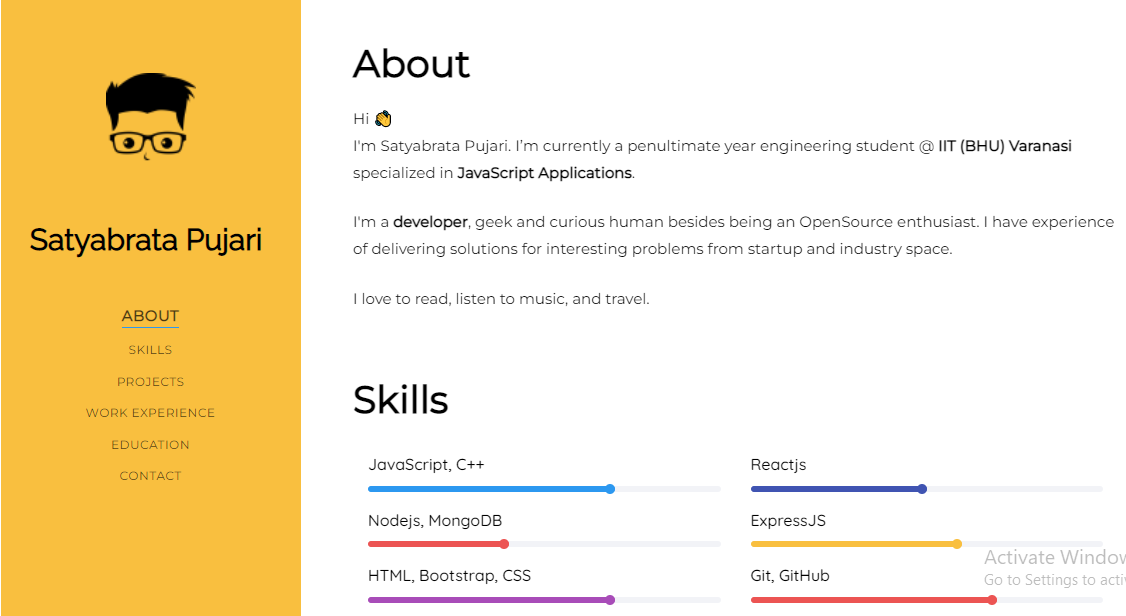 Satyabrata Pujari
ABOUT
SKILLS
PROJECTS
WORK EXPERIENCE
EDUCATION
CONTACT
About
Hi 👏
I'm Satyabrata Pujari. I’m currently a penultimate year engineering student @ IIT (BHU) Varanasi
specialized in JavaScript Applications.
I'm a developer, geek and curious human besides being an OpenSource enthusiast. I have experience
of delivering solutions for interesting problems from startup and industry space.
I love to read, listen to music, and travel.
Skills
JavaScript, C++
Reactjs
Nodejs, MongoDB
ExpressJS
HTML, Bootstrap, CSS
Git, GitHub
Activate Window
Go to Settings to acti